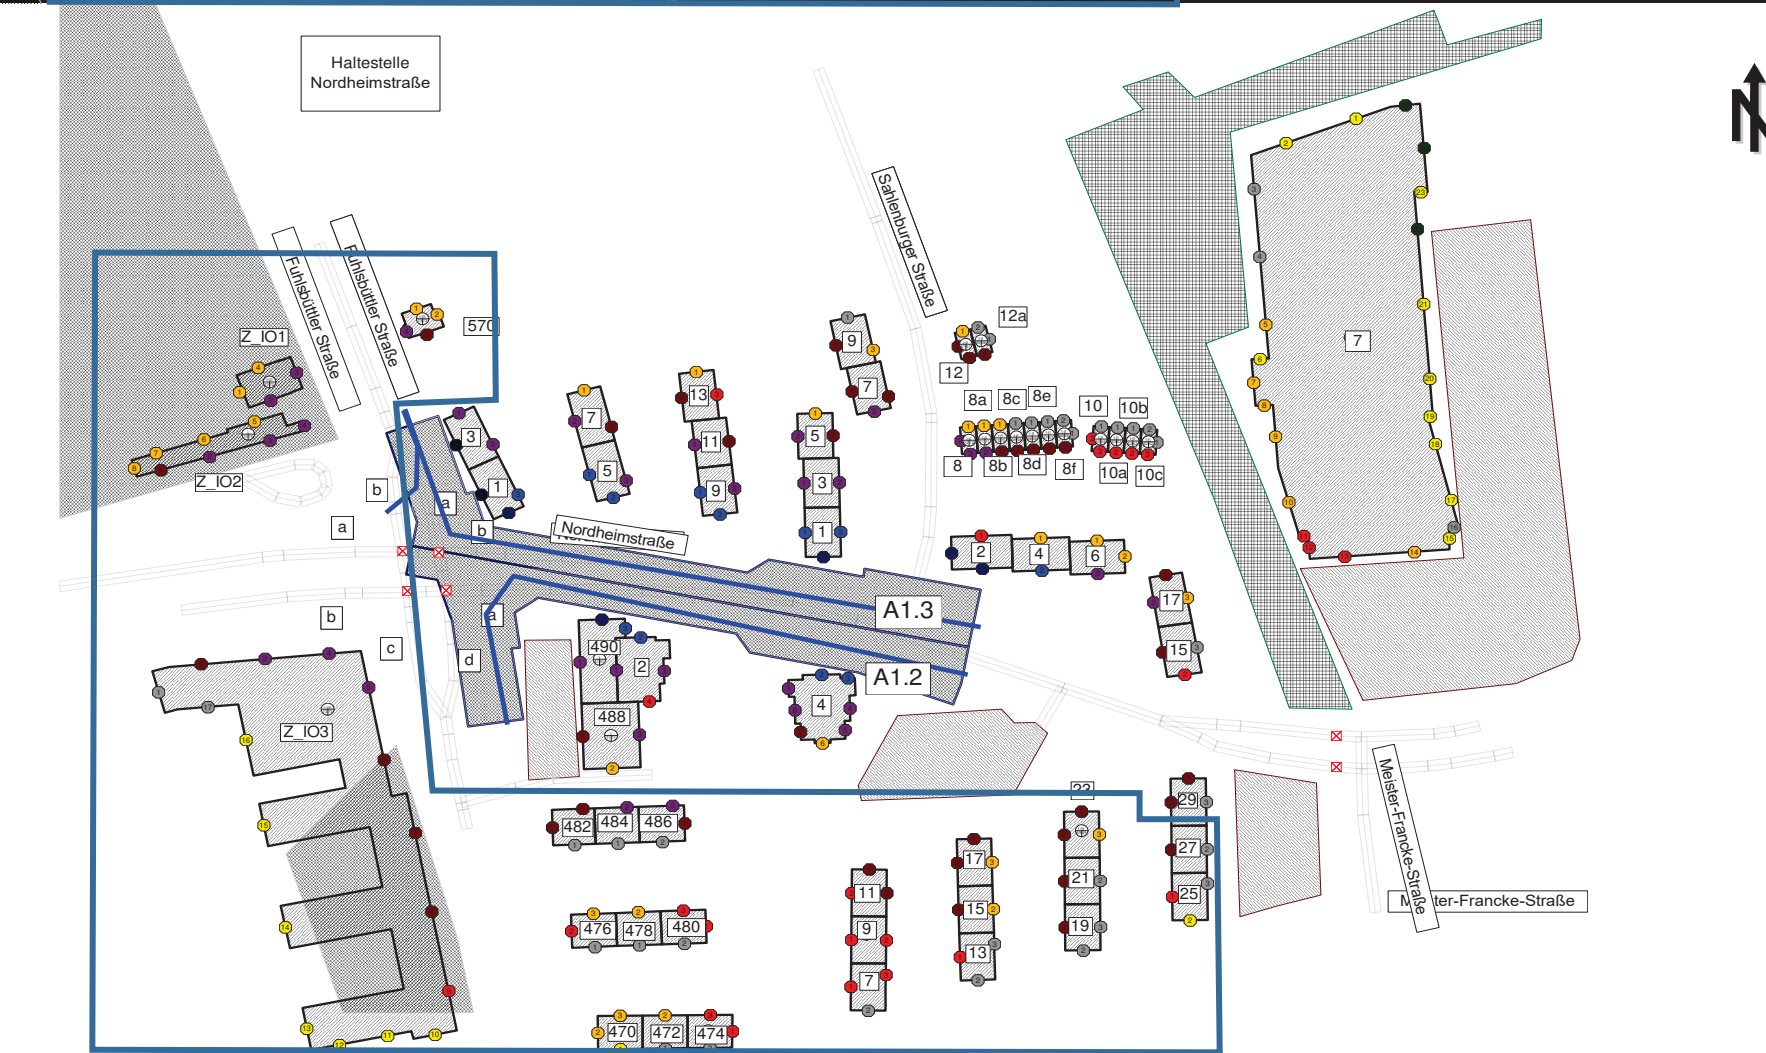 Haltestelle
Nordheimstraße
N
Fuhlsbüttler Straße
Fuhlsbüttler Straße
Sahlenburger Straße
570
Z_IO1
Z_IO2
12a
12
9
7
13
11
9
7
5
5
3
1
3
1
8a
8c
8e
10
10b
8
8b
8d
8f
10a
10c
7
b
a
a
b
Nordheimstraße
2
4
6
A1.3
A1.2
17
15
b
c
a
d
490
2
488
4
Z_IO3
482
484
486
476
478
480
470
472
474
11
9
7
17
15
13
23
21
19
29
27
25
Meister-Francke-Straße
Meister-Francke-Straße